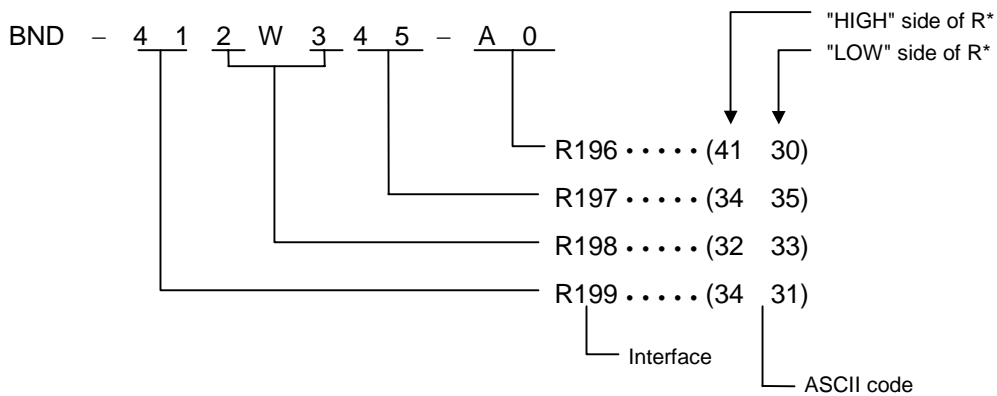 "HIGH" side of R*
BND – 4 1 2 W 3 4 5 – A 0
"LOW" side of R*
R196 ····· (41 30)
R197 ····· (34 35)
R198 ····· (32 33)
R199 ····· (34 31)
Interface
ASCII code